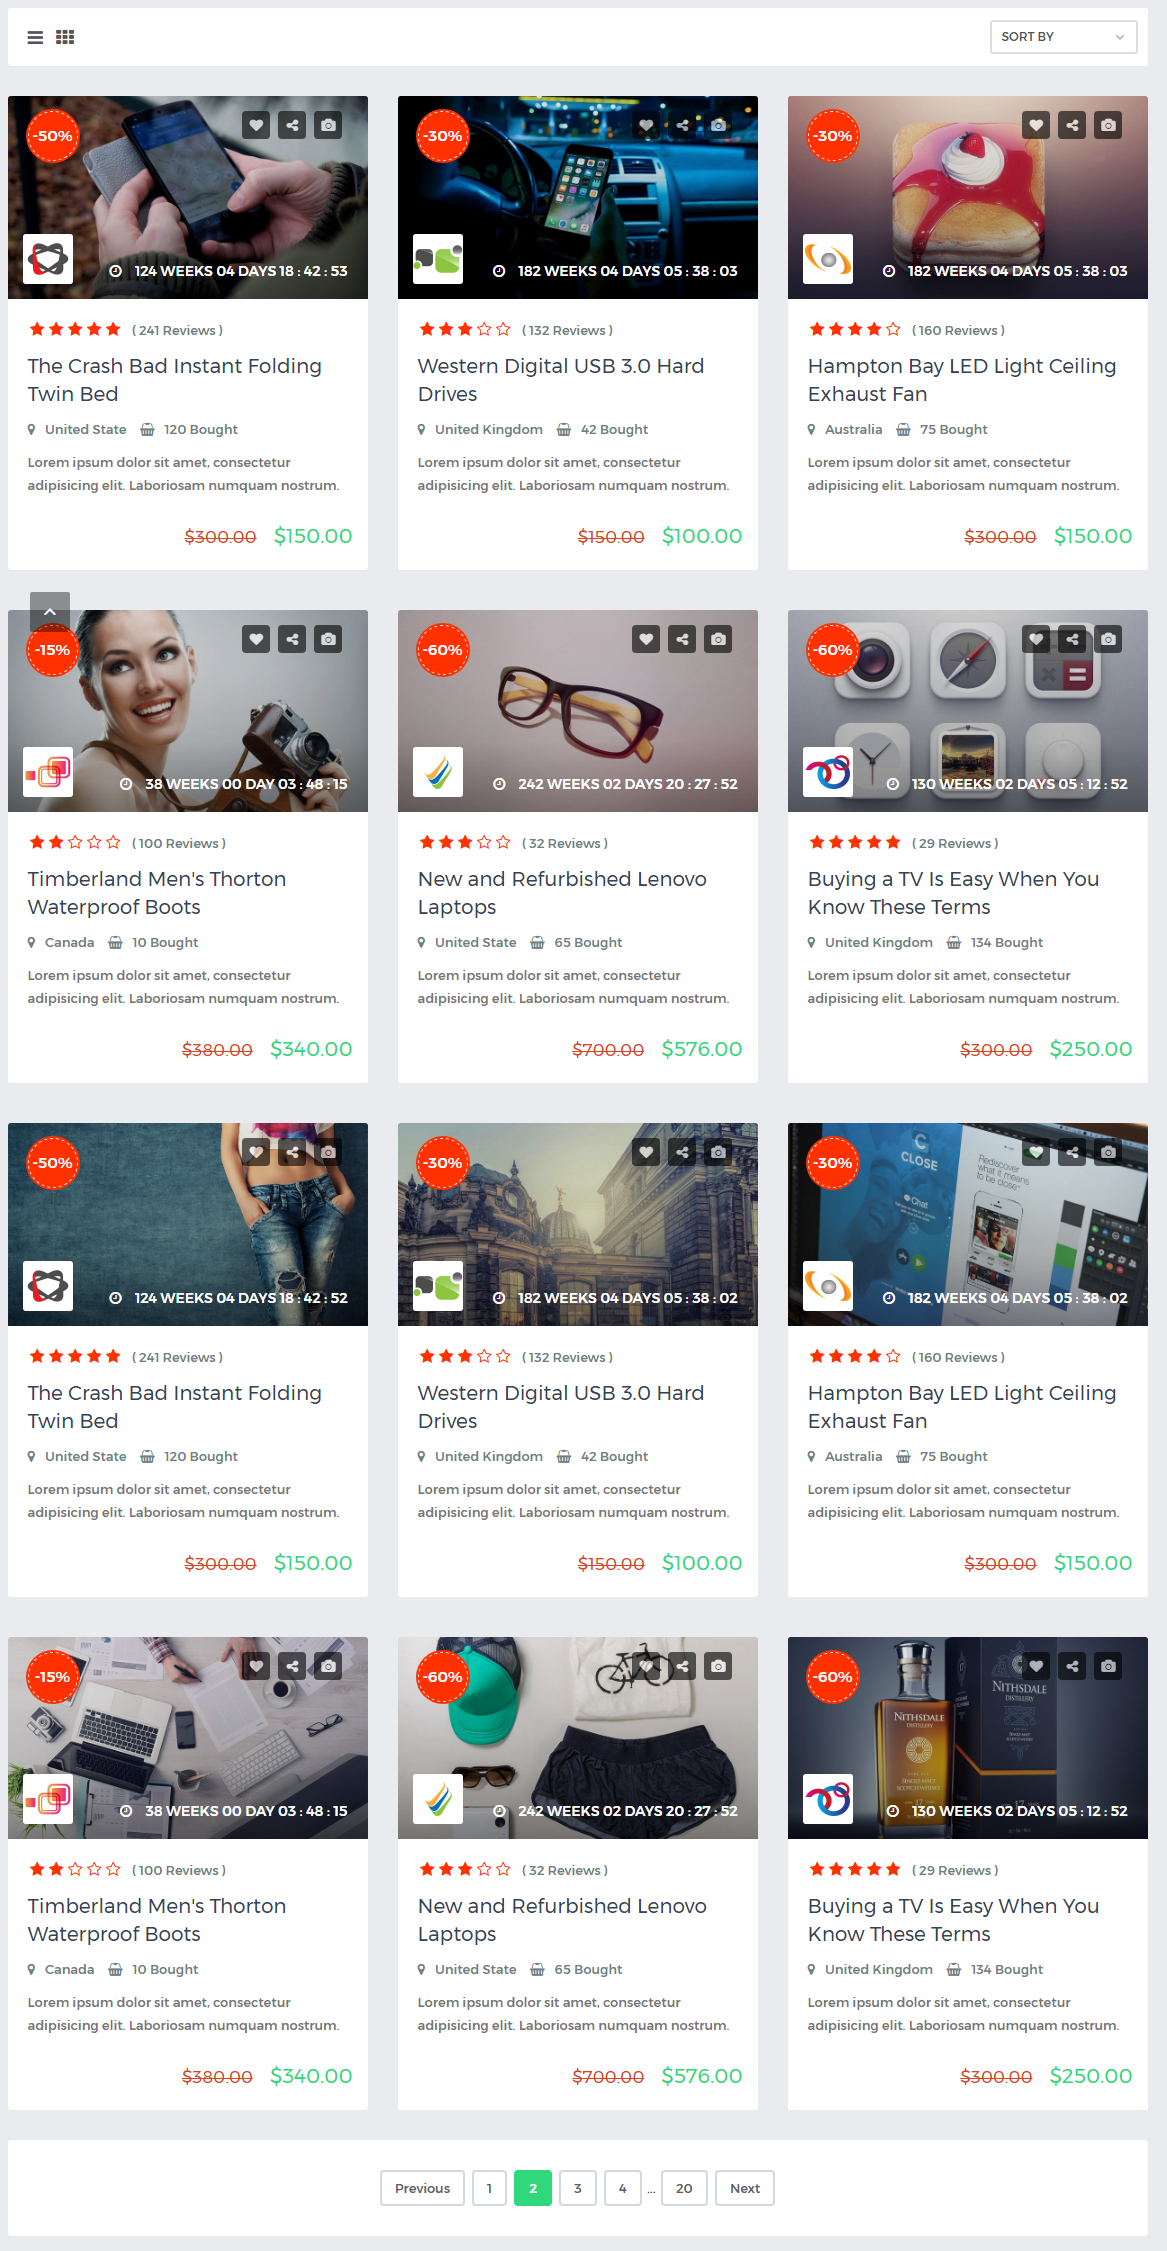 SORT BY
-50%
124 WEEKS 04 DAYS 18 : 42 : 53
( 241 Reviews )
The Crash Bad Instant Folding
Twin Bed
United State 120 Bought
Lorem ipsum dolor sit amet, consectetur
adipisicing elit. Laboriosam numquam nostrum.
$300.00 $150.00
-30%
182 WEEKS 04 DAYS 05 : 38 : 03
( 132 Reviews )
Western Digital USB 3.0 Hard
Drives
United Kingdom 42 Bought
Lorem ipsum dolor sit amet, consectetur
adipisicing elit. Laboriosam numquam nostrum.
$150.00 $100.00
-30%
182 WEEKS 04 DAYS 05 : 38 : 03
( 160 Reviews )
Hampton Bay LED Light Ceiling
Exhaust Fan
Australia 75 Bought
Lorem ipsum dolor sit amet, consectetur
adipisicing elit. Laboriosam numquam nostrum.
$300.00 $150.00
-15%
38 WEEKS 00 DAY 03 : 48 : 15
( 100 Reviews )
Timberland Men's Thorton
Waterproof Boots
Canada 10 Bought
Lorem ipsum dolor sit amet, consectetur
adipisicing elit. Laboriosam numquam nostrum.
$380.00 $340.00
-60%
242 WEEKS 02 DAYS 20 : 27 : 52
( 32 Reviews )
New and Refurbished Lenovo
Laptops
United State 65 Bought
Lorem ipsum dolor sit amet, consectetur
adipisicing elit. Laboriosam numquam nostrum.
$700.00 $576.00
-60%
130 WEEKS 02 DAYS 05 : 12 : 52
( 29 Reviews )
Buying a TV Is Easy When You
Know These Terms
United Kingdom 134 Bought
Lorem ipsum dolor sit amet, consectetur
adipisicing elit. Laboriosam numquam nostrum.
$300.00 $250.00
-50%
124 WEEKS 04 DAYS 18 : 42 : 52
( 241 Reviews )
The Crash Bad Instant Folding
Twin Bed
United State 120 Bought
Lorem ipsum dolor sit amet, consectetur
adipisicing elit. Laboriosam numquam nostrum.
$300.00 $150.00
-30%
182 WEEKS 04 DAYS 05 : 38 : 02
( 132 Reviews )
Western Digital USB 3.0 Hard
Drives
United Kingdom 42 Bought
Lorem ipsum dolor sit amet, consectetur
adipisicing elit. Laboriosam numquam nostrum.
$150.00 $100.00
-30%
CLOSE
Chat
Rediscover
what it means
to be close"
182 WEEKS 04 DAYS 05 : 38 : 02
( 160 Reviews )
Hampton Bay LED Light Ceiling
Exhaust Fan
Australia 75 Bought
Lorem ipsum dolor sit amet, consectetur
adipisicing elit. Laboriosam numquam nostrum.
$300.00 $150.00
-15%
38 WEEKS 00 DAY 03 : 48 : 15
( 100 Reviews )
Timberland Men's Thorton
Waterproof Boots
Canada 10 Bought
Lorem ipsum dolor sit amet, consectetur
adipisicing elit. Laboriosam numquam nostrum.
$380.00 $340.00
-60%
242 WEEKS 02 DAYS 20 : 27 : 52
( 32 Reviews )
New and Refurbished Lenovo
Laptops
United State 65 Bought
Lorem ipsum dolor sit amet, consectetur
adipisicing elit. Laboriosam numquam nostrum.
$700.00 $576.00
-60%
NITHSDALE
DISTILLERY
SINGLE MALT
SCOTCH WHISKY
17
NITHSDALE
DISTILLERY
17
130 WEEKS 02 DAYS 05 : 12 : 52
( 29 Reviews )
Buying a TV Is Easy When You
Know These Terms
United Kingdom 134 Bought
Lorem ipsum dolor sit amet, consectetur
adipisicing elit. Laboriosam numquam nostrum.
$300.00 $250.00
Previous 1 2 3 4 ... 20 Next